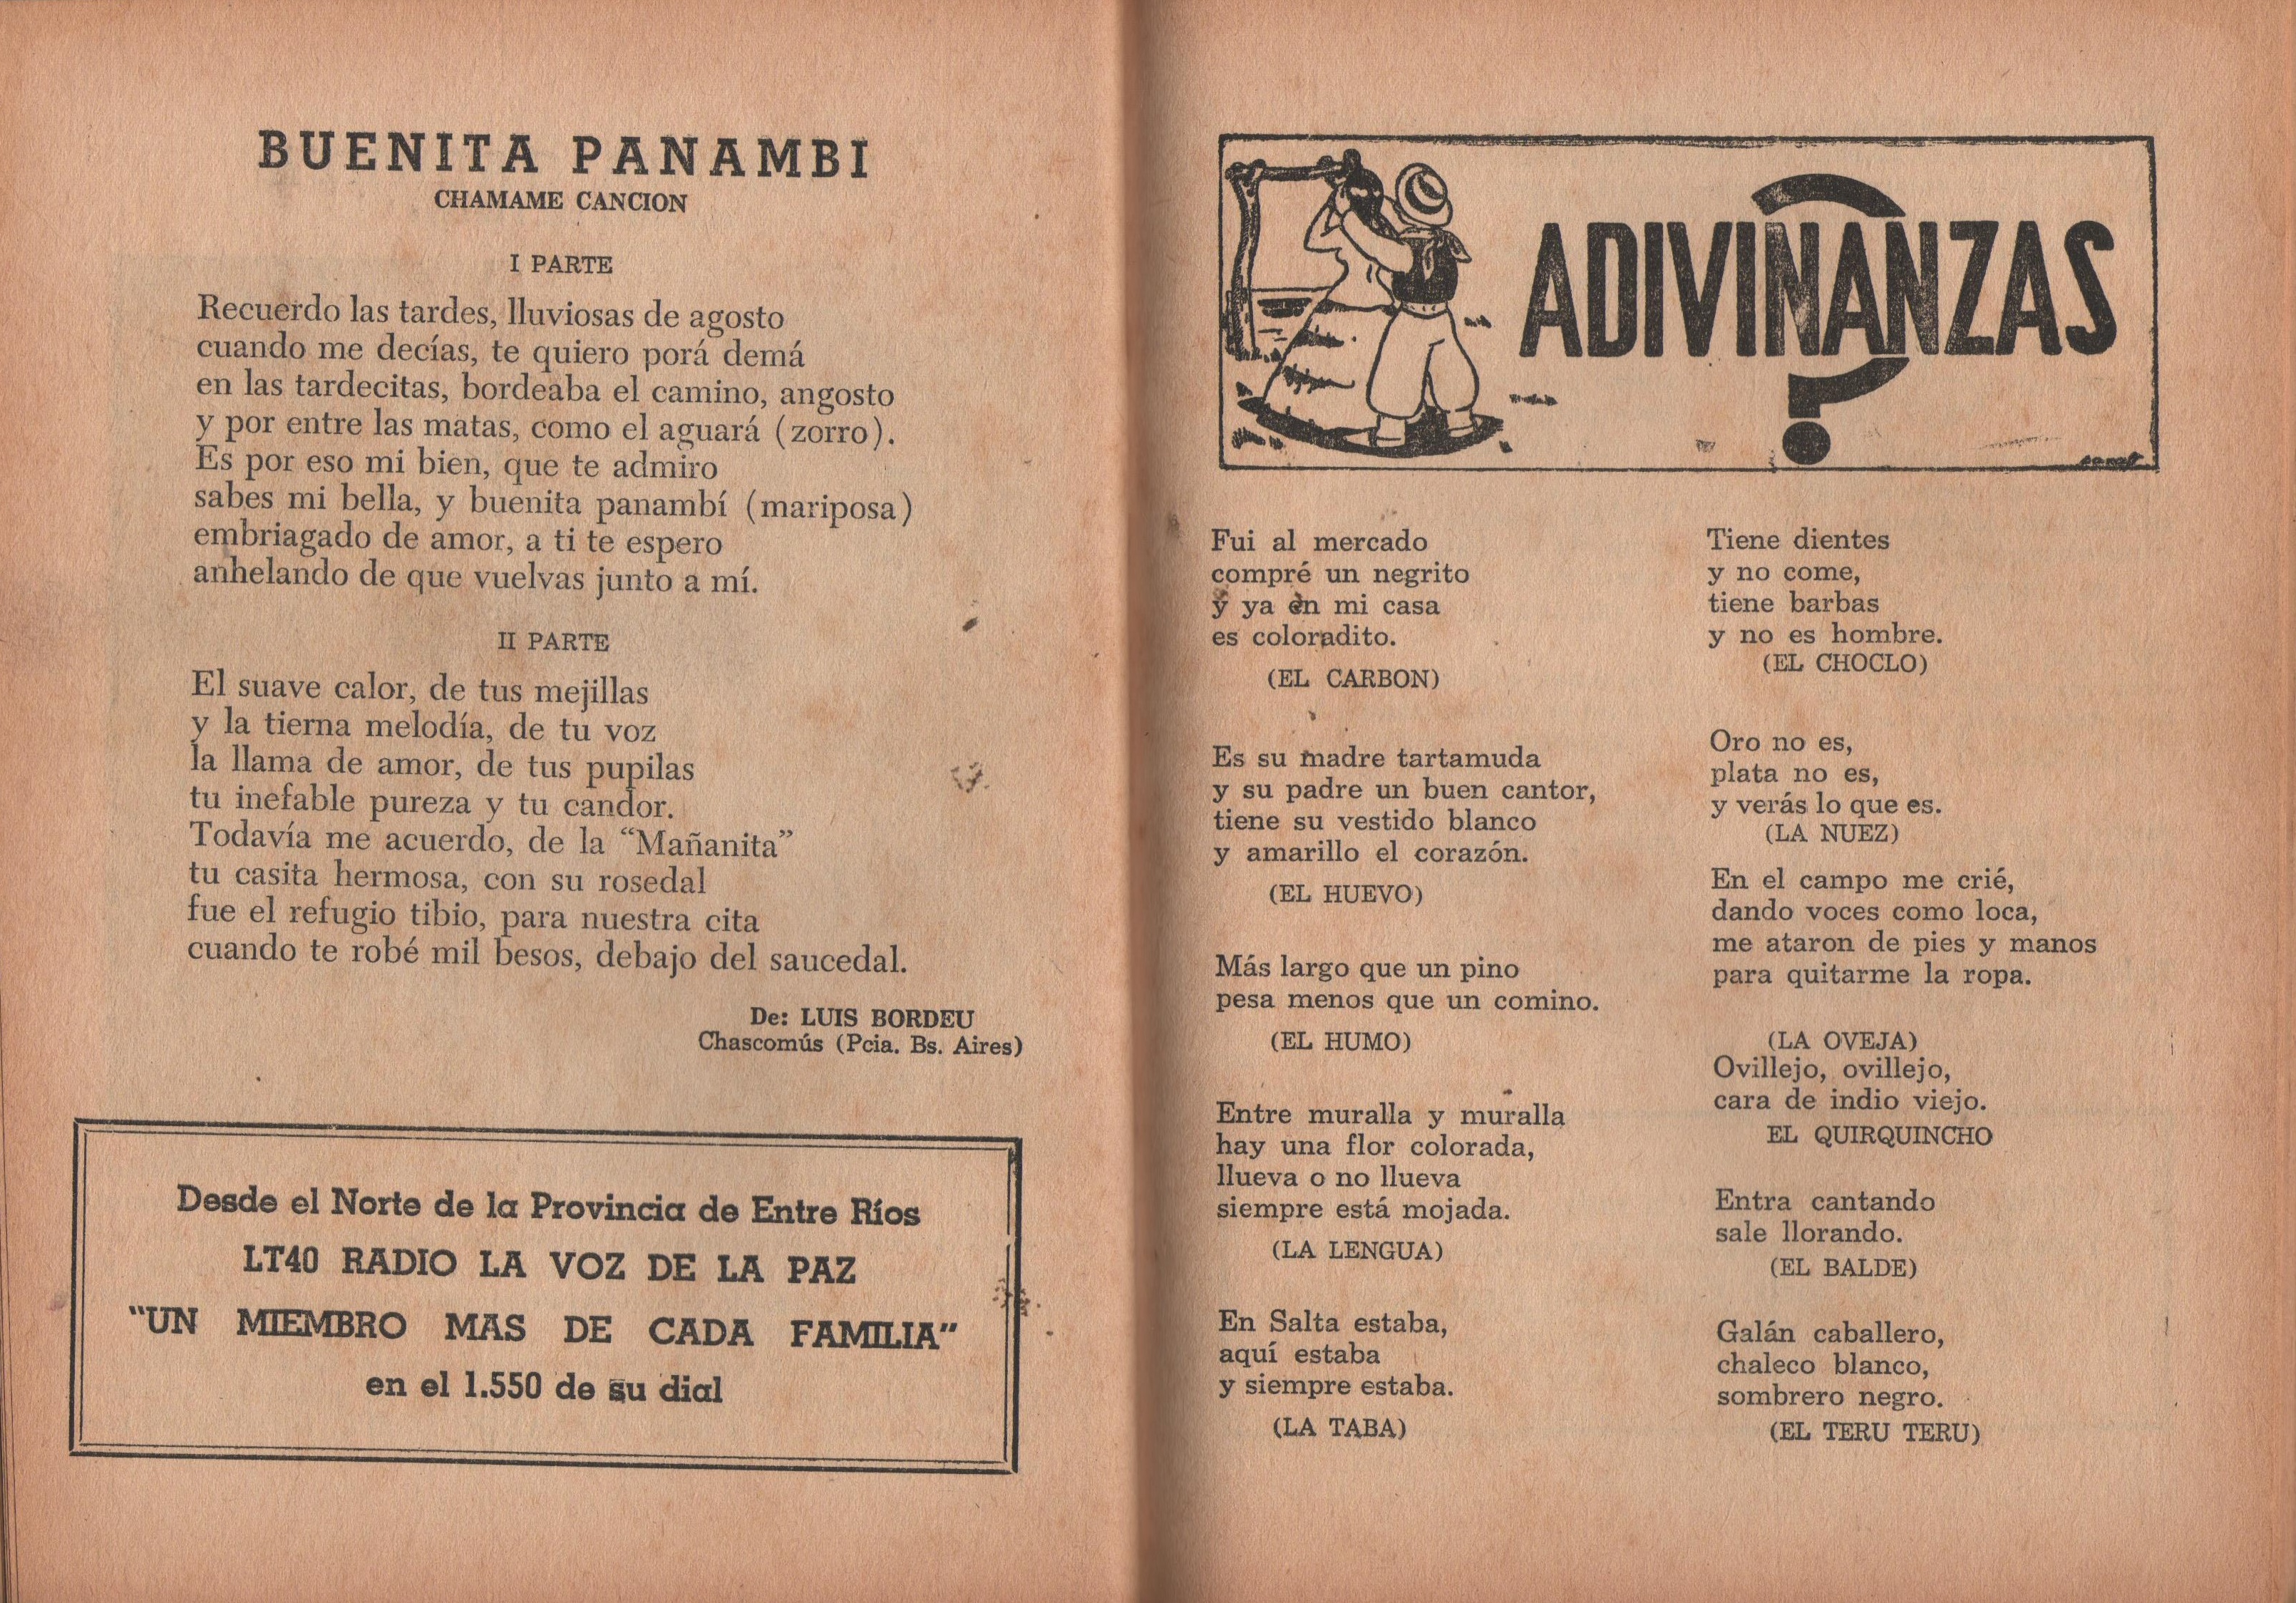 BUENITA PANAMBI
CHAMAME CANCION
I PARTE
Recuerdo las tardes, lluviosas de agosto
cuando me decías, te quiero porá demá
en las tardecitas, bordeaba el camino, angosto
y por entre las matas, como el aguará (zorro).
Es por eso mi bien, que te admiro
sabes mi bella, y buenita panambí (mariposa)
embriagado de amor, a ti te espero
anhelando de que vuelvas junto a mí.
II PARTE
El suave calor, de tus mejillas
y la tierna melodía, de tu voz
la llama de amor, de tus pupilas
tu inefable pureza y tu candor.
Todavía me acuerdo, de la “Mañanita”
tu casita hermosa, con su rosedal
fue el refugio tibio, para nuestra cita
cuando te robé mil besos, debajo del saucedal.
De: LUIS BORDEU
Chascomús (Pcia. Bs. Aires)
Desde el Norte de la Provincia de Entre Ríos
LT40 RADIO LA VOZ DE LA PAZ
"UN MIEMBRO MAS DE CADA FAMILIA"
en el 1.550 de su dial
ADIVINANZAS
?
Fui al mercado
compré un negrito
y ya en mi casa
es coloradito.
(EL CARBON)
Es su madre tartamuda
y su padre un buen cantor,
tiene su vestido blanco
y amarillo el corazón.
(EL HUEVO)
Más largo que un pino
pesa menos que un comino.
(EL HUMO)
Entre muralla y muralla
hay una flor colorada,
llueva o no llueva
siempre está mojada.
(LA LENGUA)
En Salta estaba,
aquí estaba
y siempre estaba.
(LA TABA)
Tiene dientes
y no come,
tiene barbas
y no es hombre.
(EL CHOCLO)
Oro no es,
plata no es,
y verás lo que es.
(LA NUEZ)
En el campo me crié,
dando voces como loca,
me ataron de pies y manos
para quitarme la ropa.
(LA OVEJA)
Ovillejo, ovillejo,
cara de indio viejo.
EL QUIRQUINCHO
Entra cantando
sale llorando.
(EL BALDE)
Galán caballero,
chaleco blanco,
sombrero negro.
(EL TERU TERU)